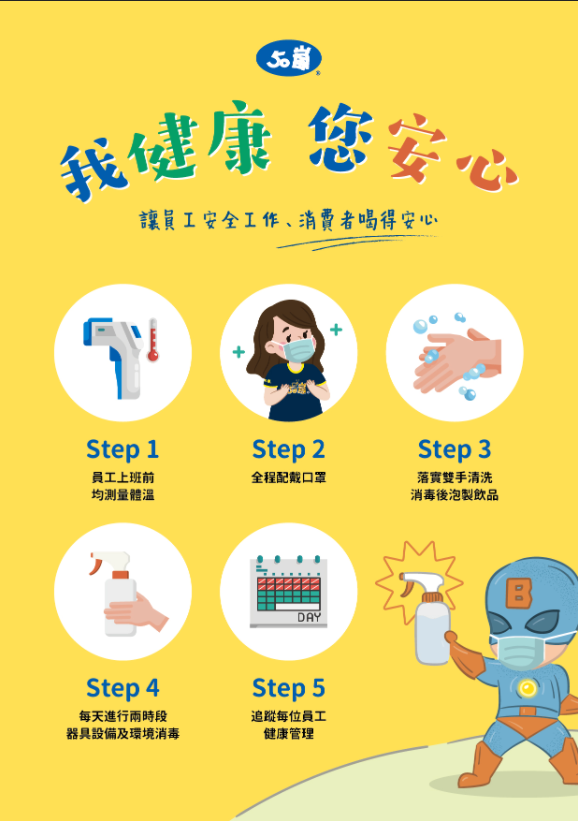 50嵐
®
我健康 您安心
讓員工安全工作、消費者喝得安心
Step 1
員工上班前
均測量體溫
Step 2
全程配戴口罩
Step 3
落實雙手清洗
消毒後泡製飲品
Step 4
每天進行兩時段
器具設備及環境消毒
Step 5
追蹤每位員工
健康管理
DAY
B